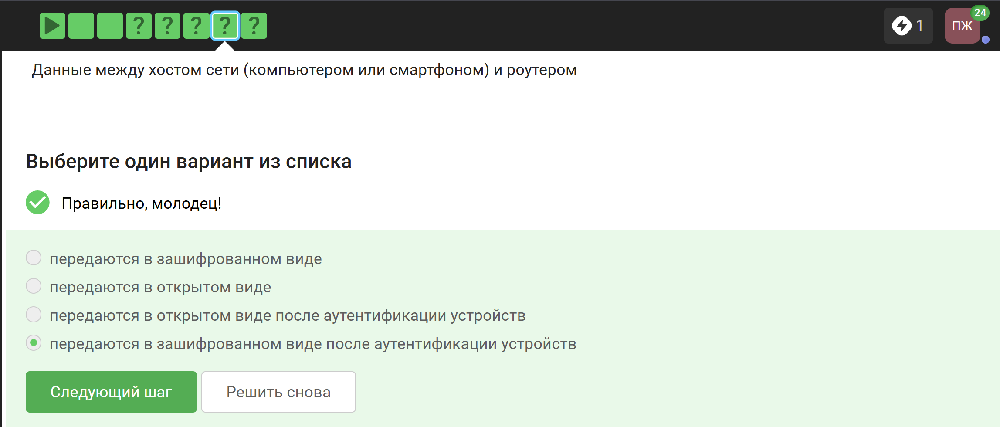 ? ? ? ? ?
1
ПЖ
24
Данные между хостом сети (компьютером или смартфоном) и роутером
Выберите один вариант из списка
Правильно, молодец!
передаются в зашифрованном виде
передаются в открытом виде
передаются в открытом виде после аутентификации устройств
передаются в зашифрованном виде после аутентификации устройств
Следующий шаг
Решить снова